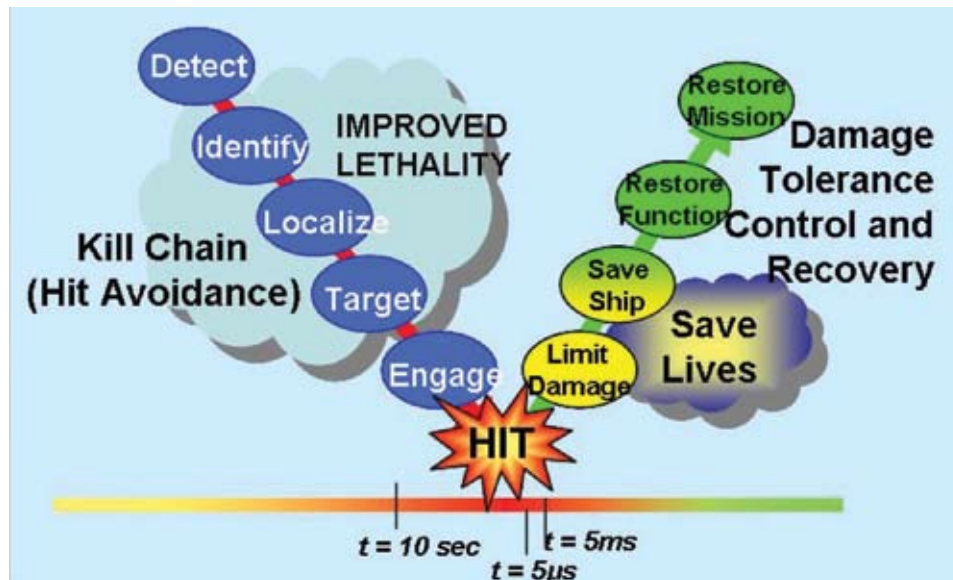 Detect
Identify
Localize
Target
Engage
IMPROVED
LETHALITY
Kill Chain
(Hit Avoidance)
HIT
Restore
Mission
Restore
Function
Save
Ship
Limit
Damage
Damage
Tolerance
Control and
Recovery
Save
Lives
t = 10 sec
t = 5µs
t = 5ms